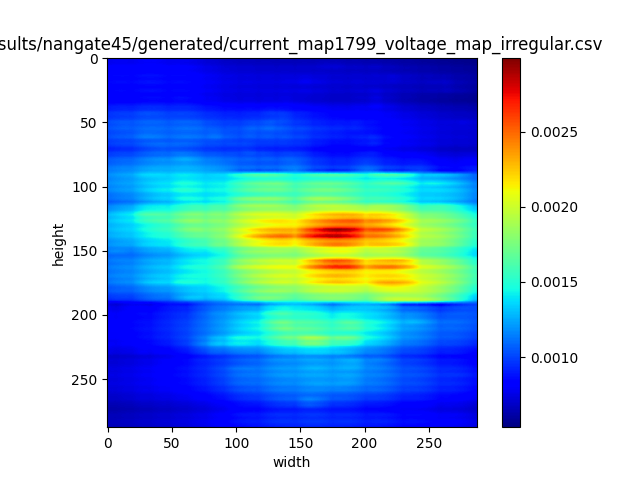 sults/nangate45/generated/current_map1799_voltage_map_irregular.csv
0
50
100
150
200
250
height
0 50 100 150 200 250
width
0.0025
0.0020
0.0015
0.0010